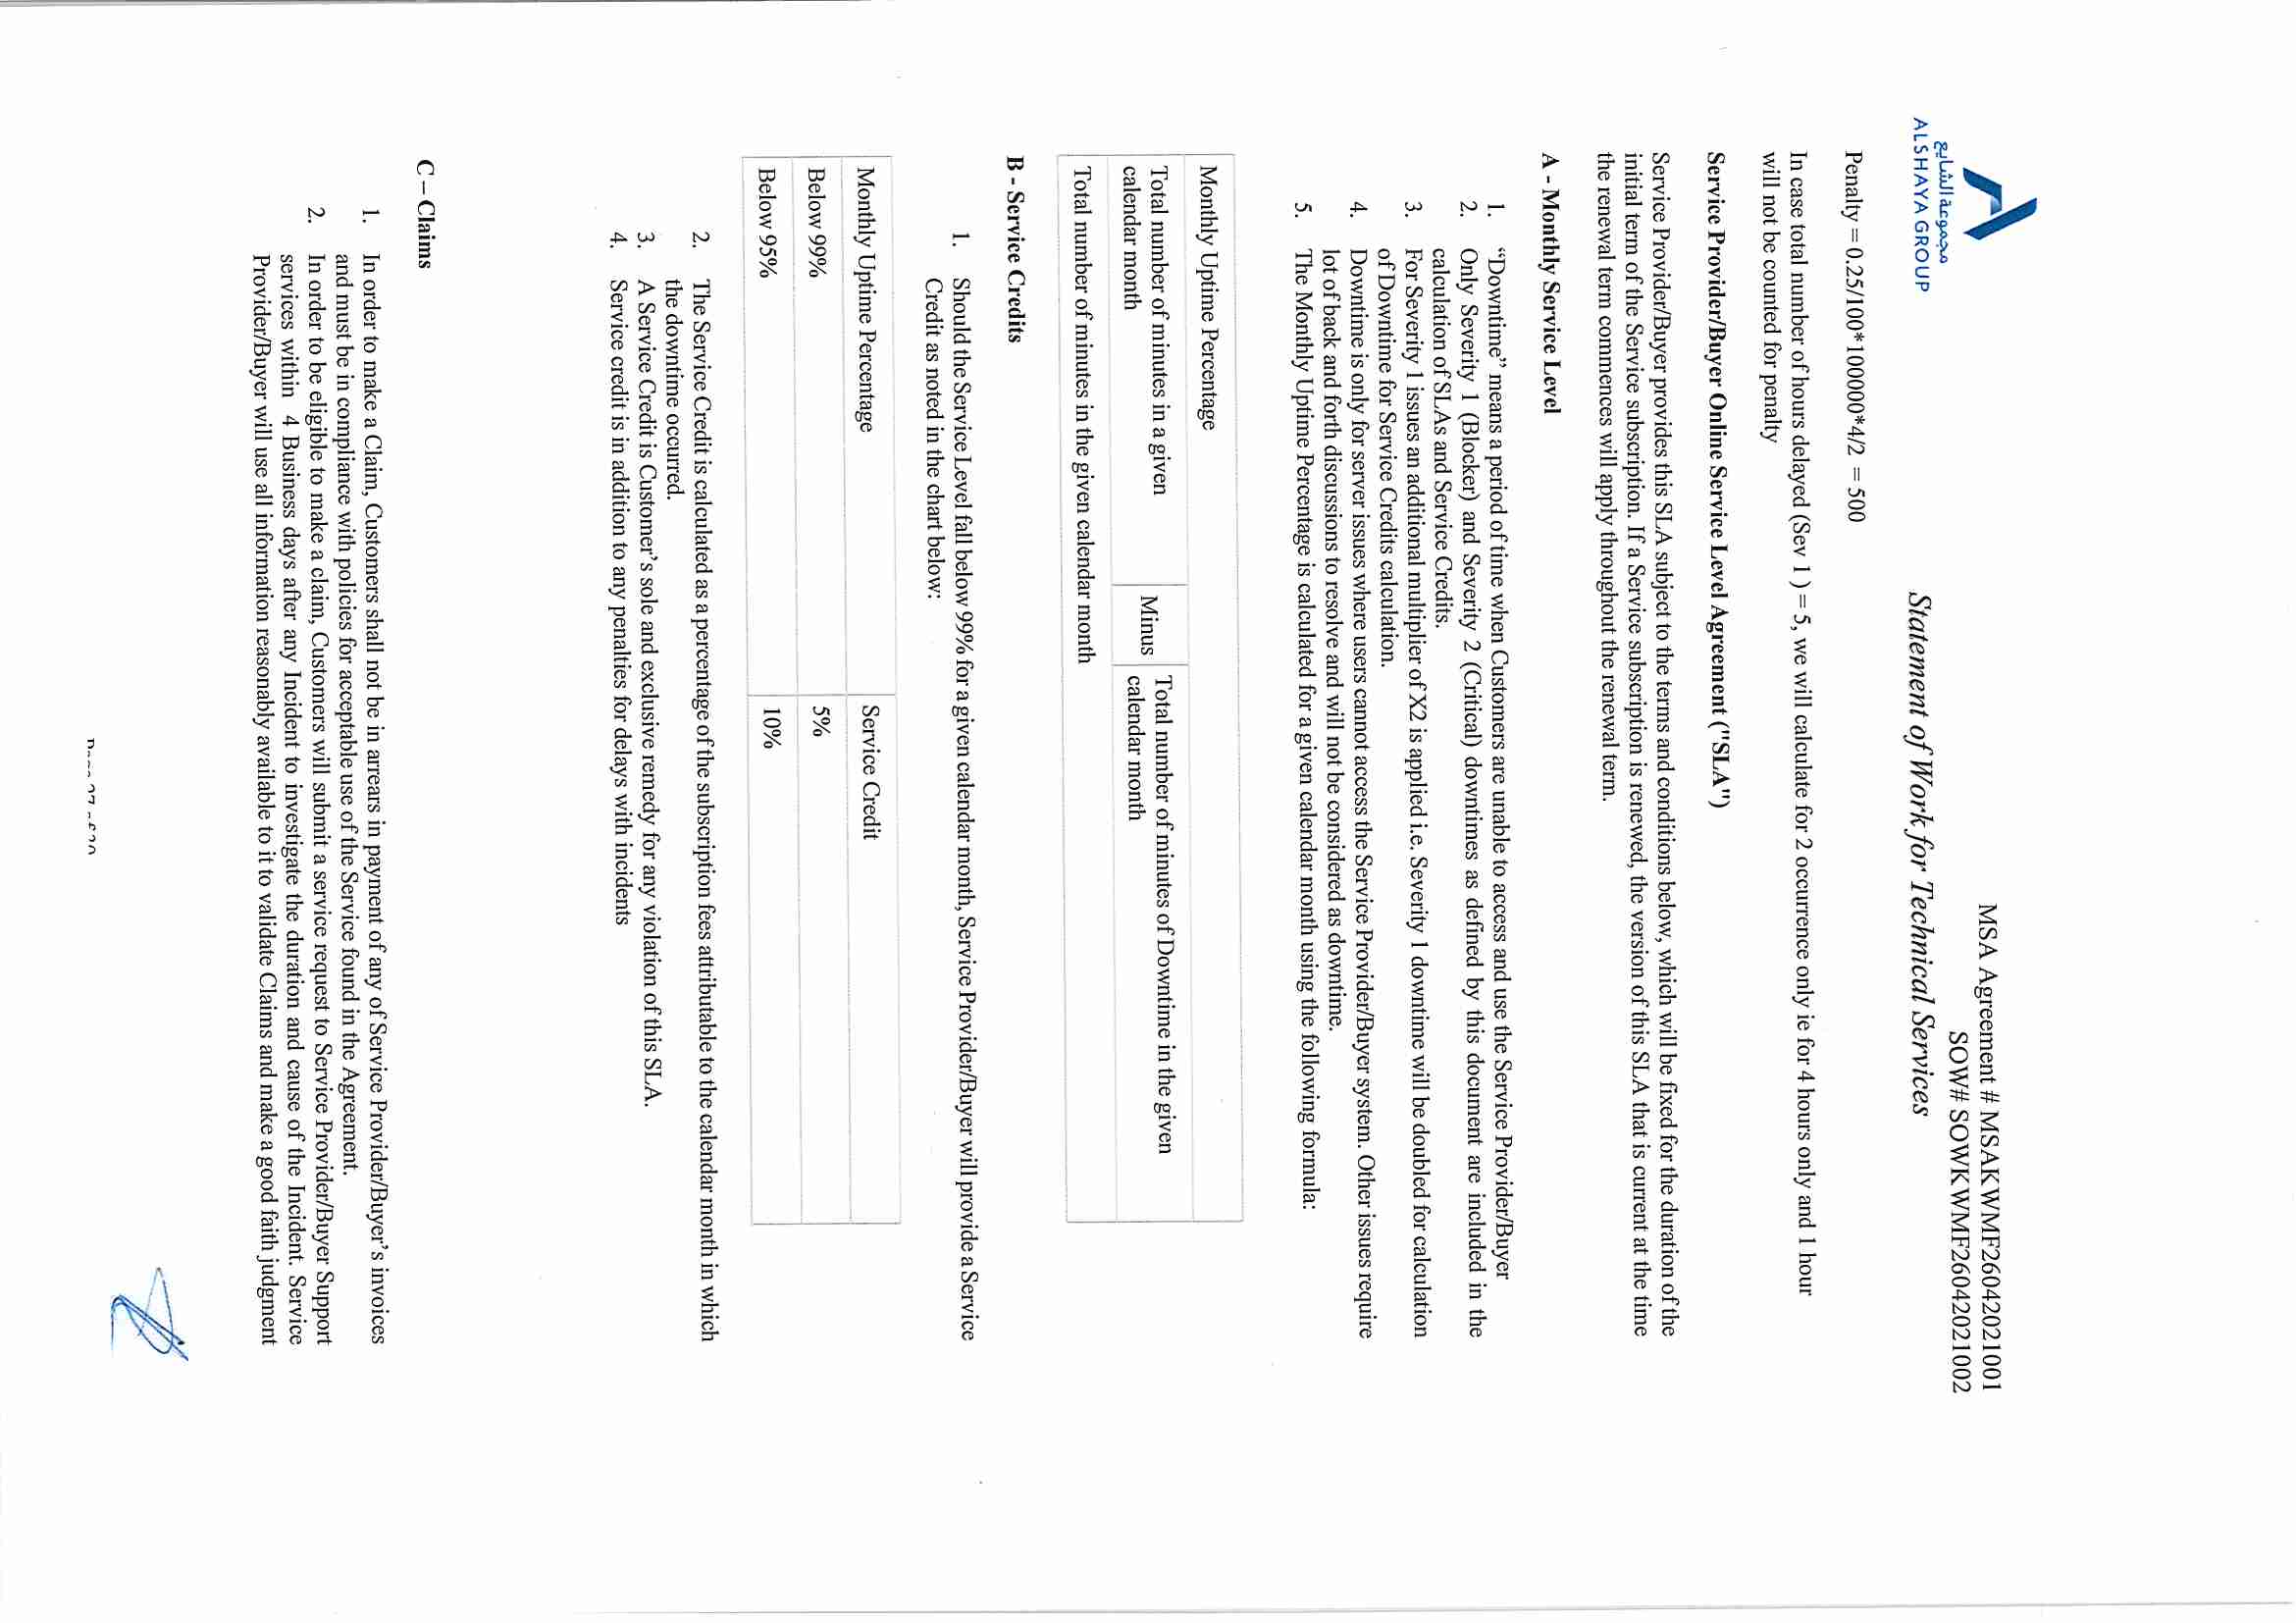 مجموعة الشايع
ALSHAYA GROUP
MSA Agreement # MSAKWMF26042021001
SOW# SOWKWMF26042021002
Statement of Work for Technical Services
Penalty = 0.25/100*100000*4/2 = 500
In case total number of hours delayed (Sev 1 ) = 5, we will calculate for 2 occurrence only ie for 4 hours only and 1 hour
will not be counted for penalty
Service Provider/Buyer Online Service Level Agreement ("SLA")
Service Provider/Buyer provides this SLA subject to the terms and conditions below, which will be fixed for the duration of the
initial term of the Service subscription. If a Service subscription is renewed, the version of this SLA that is current at the time
the renewal term commences will apply throughout the renewal term.
A - Monthly Service Level
1. “Downtime” means a period of time when Customers are unable to access and use the Service Provider/Buyer
2. Only Severity 1 (Blocker) and Severity 2 (Critical) downtimes as defined by this document are included in the
calculation of SLAs and Service Credits.
3. For Severity 1 issues an additional multiplier of X2 is applied i.e. Severity 1 downtime will be doubled for calculation
of Downtime for Service Credits calculation.
4. Downtime is only for server issues where users cannot access the Service Provider/Buyer system. Other issues require
lot of back and forth discussions to resolve and will not be considered as downtime.
5. The Monthly Uptime Percentage is calculated for a given calendar month using the following formula:
Monthly Uptime Percentage
Total number of minutes in a given
calendar month
Minus
Total number of minutes of Downtime in the given
calendar month
Total number of minutes in the given calendar month
B - Service Credits
1. Should the Service Level fall below 99% for a given calendar month, Service Provider/Buyer will provide a Service
Credit as noted in the chart below:
Monthly Uptime Percentage Service Credit
Below 99% 5%
Below 95% 10%
2. The Service Credit is calculated as a percentage of the subscription fees attributable to the calendar month in which
the downtime occurred.
3. A Service Credit is Customer’s sole and exclusive remedy for any violation of this SLA.
4. Service credit is in addition to any penalties for delays with incidents
C – Claims
1. In order to make a Claim, Customers shall not be in arrears in payment of any of Service Provider/Buyer’s invoices
and must be in compliance with policies for acceptable use of the Service found in the Agreement.
2. In order to be eligible to make a claim, Customers will submit a service request to Service Provider/Buyer Support
services within 4 Business days after any Incident to investigate the duration and cause of the Incident. Service
Provider/Buyer will use all information reasonably available to it to validate Claims and make a good faith judgment